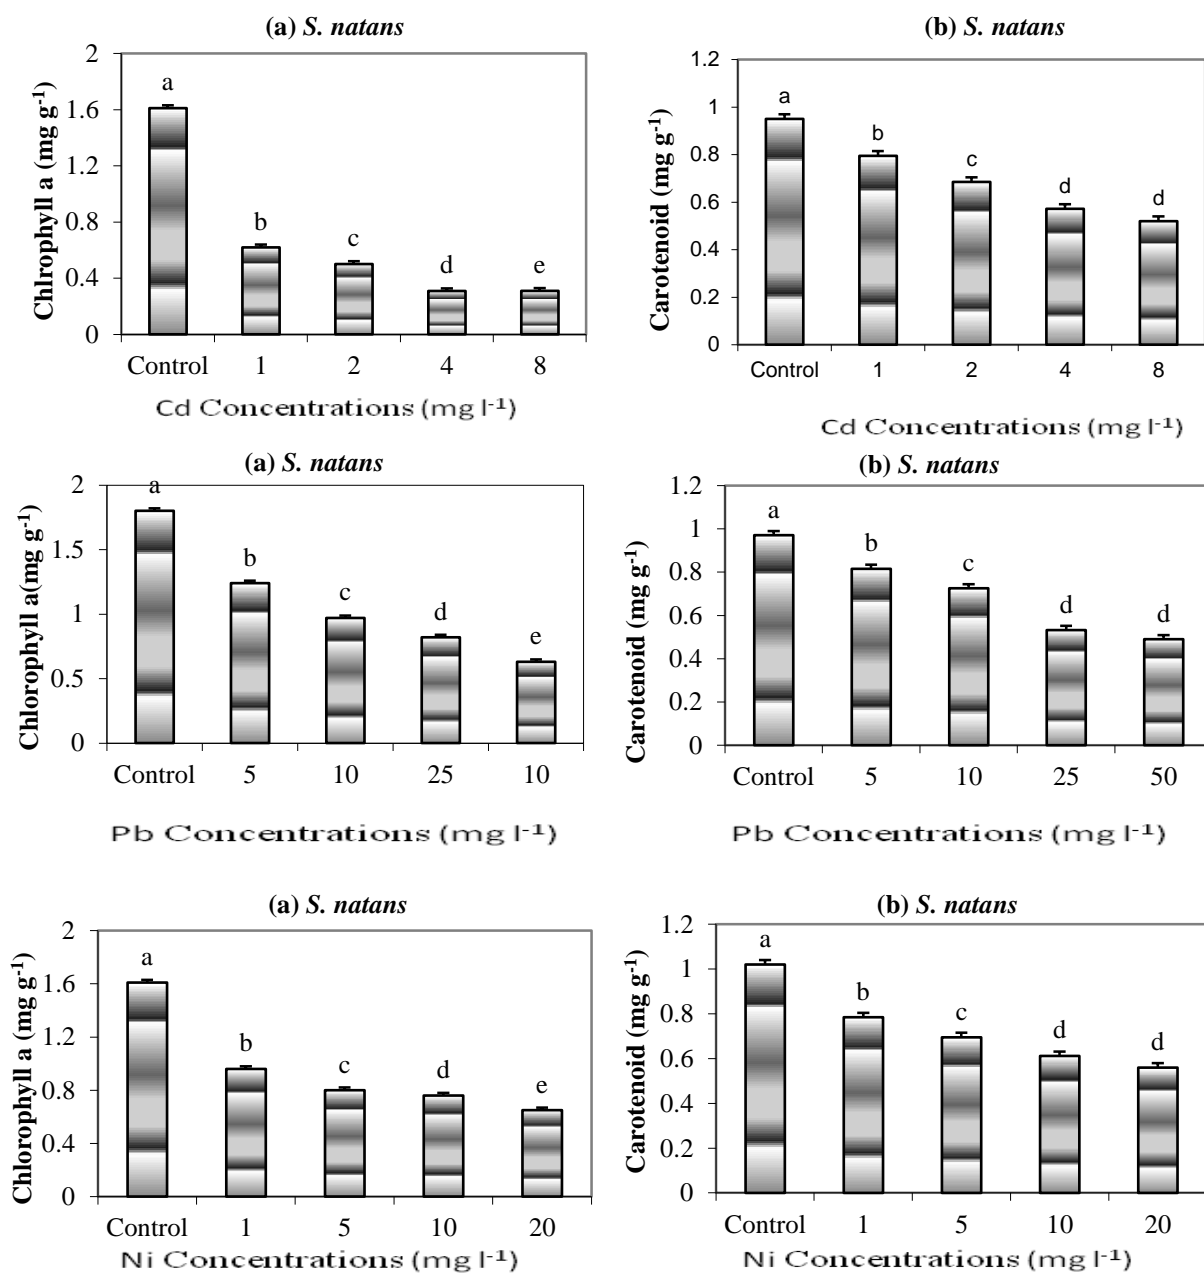 (a) S. natans
Chlrophyll a (mg g-1)
2
1.6
1.2
0.8
0.4
0
a
b
c
d
e
Control 1 2 4 8
Cd Concentrations (mg l-1)
(b) S. natans
Carotenoid (mg g-1)
1.2
1
0.8
0.6
0.4
0.2
0
a
b
c
d
d
Control 1 2 4 8
Cd Concentrations (mg l-1)
(a) S. natans
Chlorophyll a(mg g-1)
2
1.5
1
0.5
0
a
b
c
d
e
Control 5 10 25 10
Pb Concentrations (mg l-1)
(b) S. natans
Carotenoid (mg g-1)
1.2
1
0.8
0.6
0.4
0.2
0
a
b
c
d
d
Control 5 10 25 50
Pb Concentrations (mg l-1)
(a) S. natans
Chlorophyll a (mg g-1)
2
1.6
1.2
0.8
0.4
0
a
b
c
d
e
Control 1 5 10 20
Ni Concentrations (mg l-1)
(b) S. natans
Carotenoid (mg g-1)
1.2
1
0.8
0.6
0.4
0.2
0
a
b
c
d
d
Control 1 5 10 20
Ni Concentrations (mg l-1)